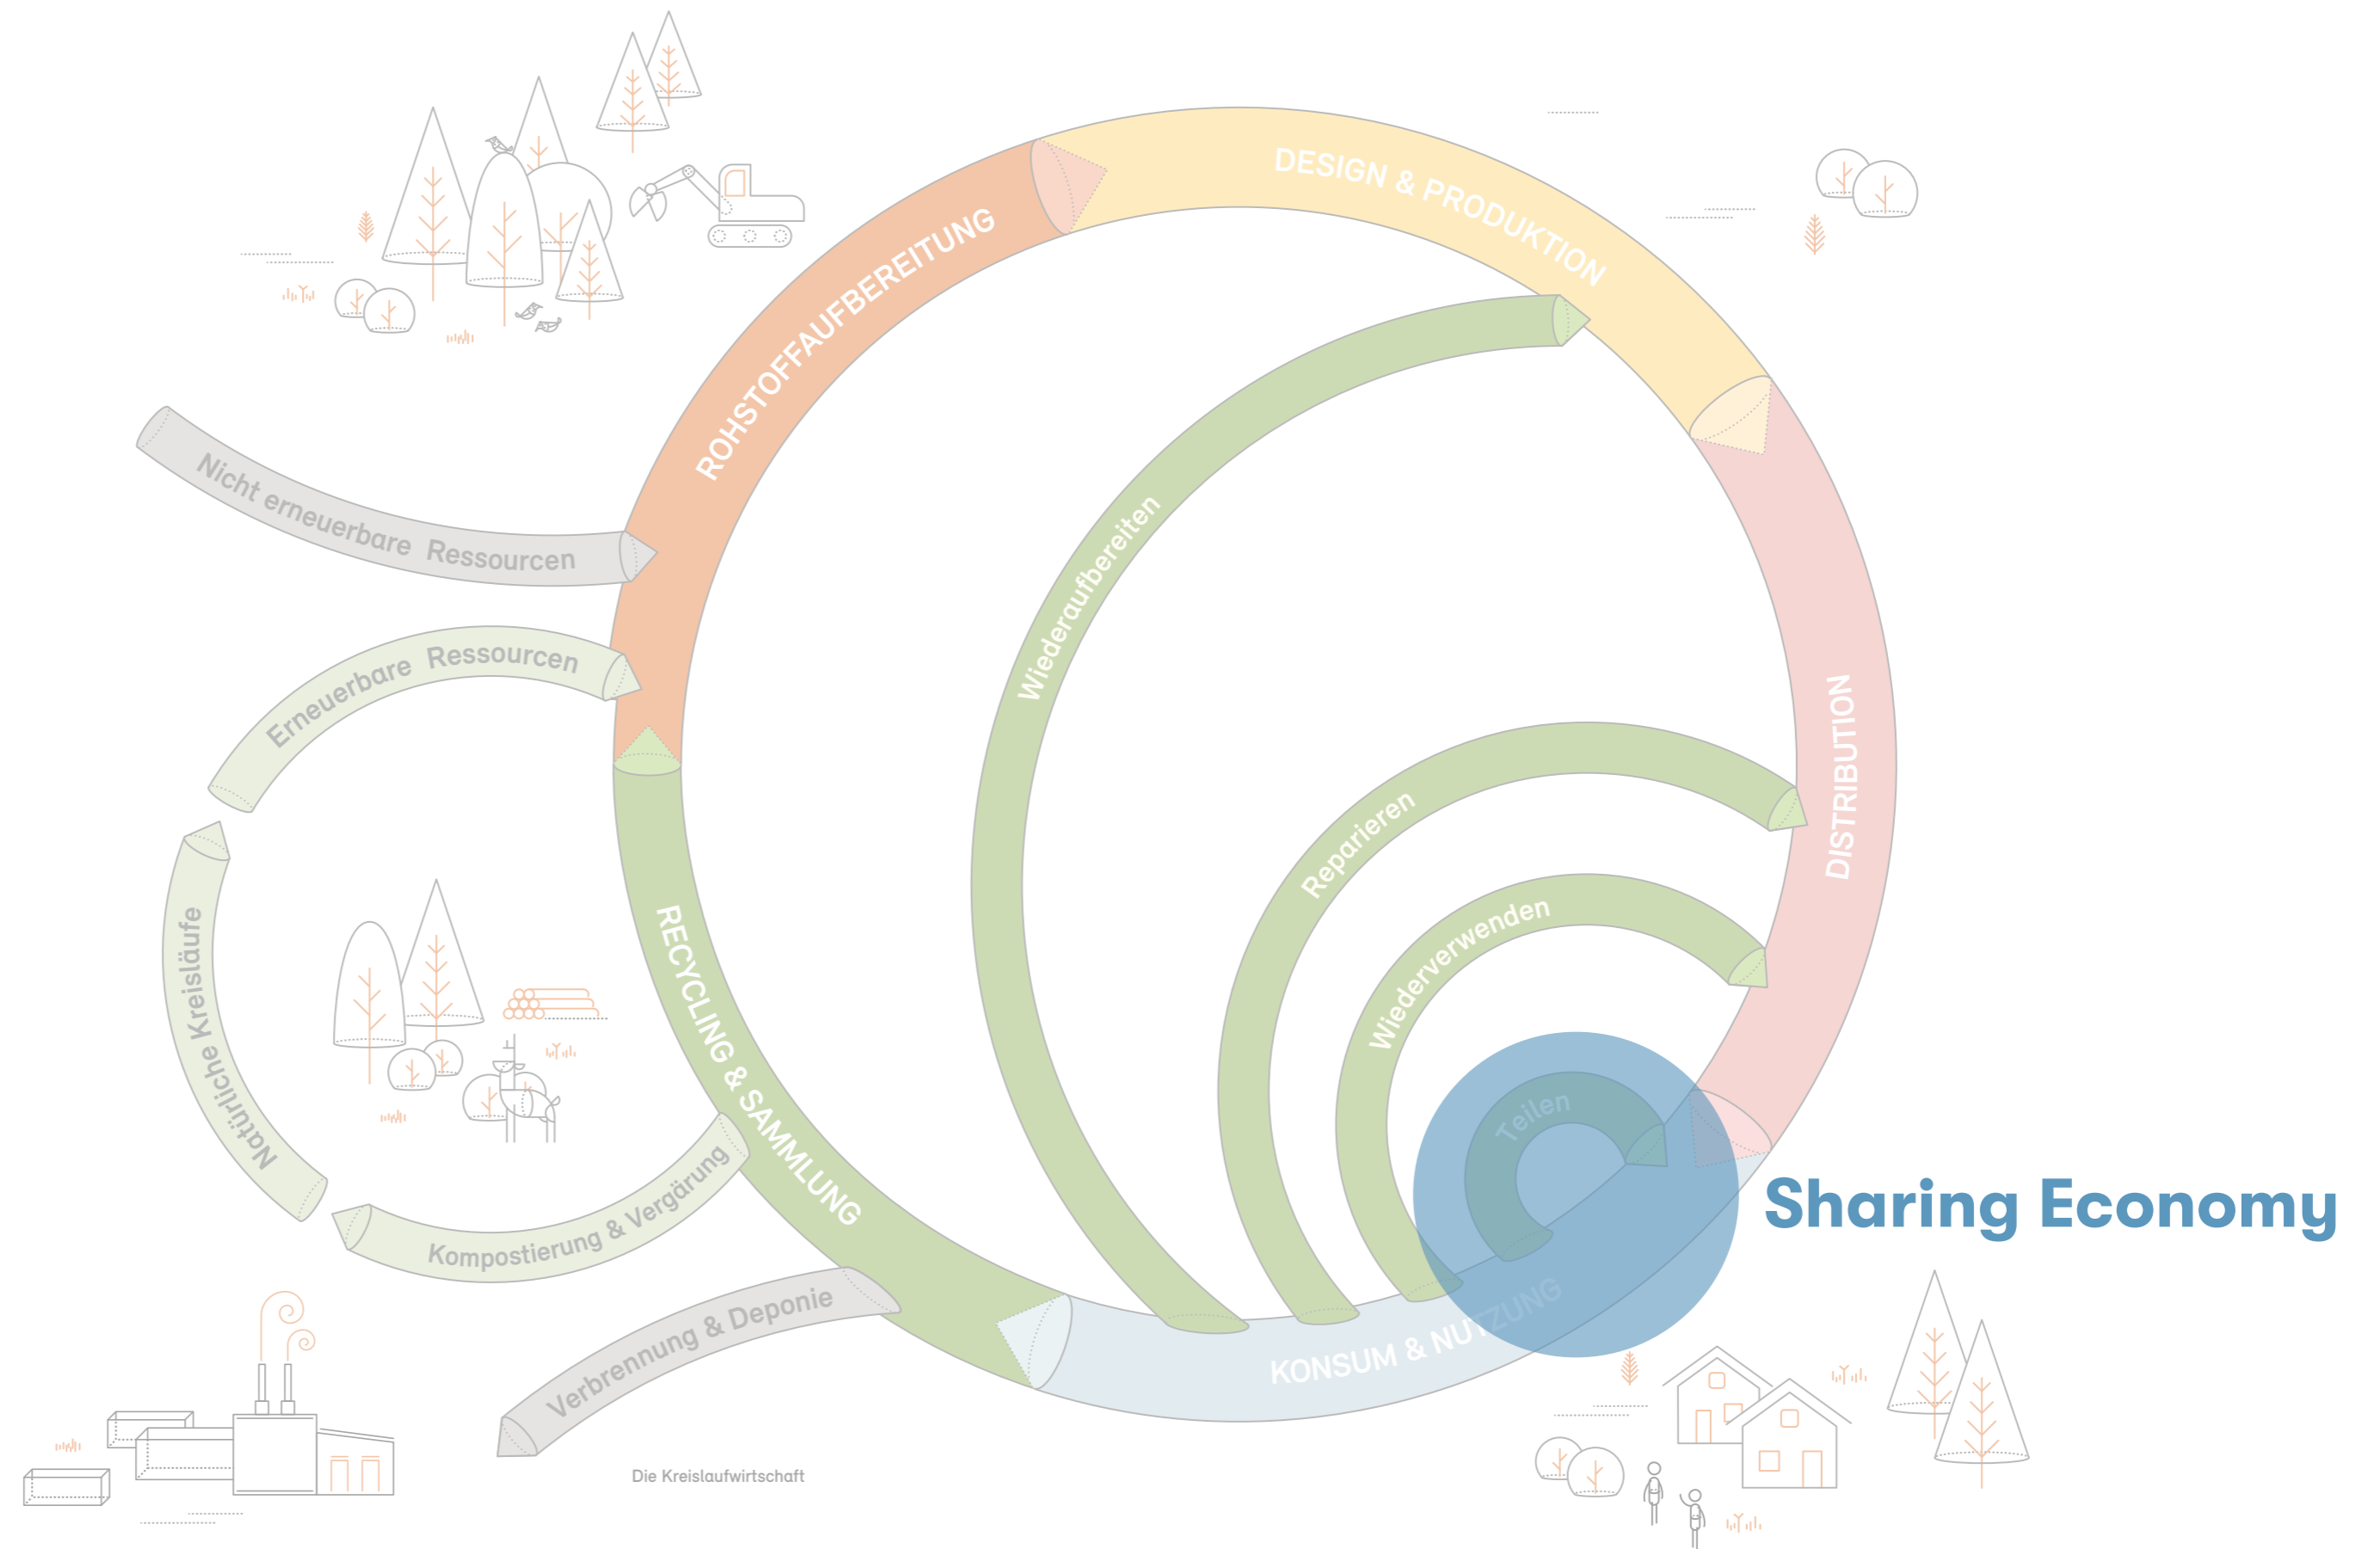 DESIGN & PRODUKTION
ROHSTOFFAUFBEREITUNG
Nicht erneuerbare Ressourcen
Wiederaufbereiten
Erneuerbare Ressourcen
DISTRIBUTION
Reparieren
Wiederverwenden
Natürliche Kreisläufe
RECYCLING & SAMMLUNG
Teilen
Sharing Economy
Kompostierung & Vergärung
Verbrennung & Deponie
KONSUM & NUTZUNG
Die Kreislaufwirtschaft